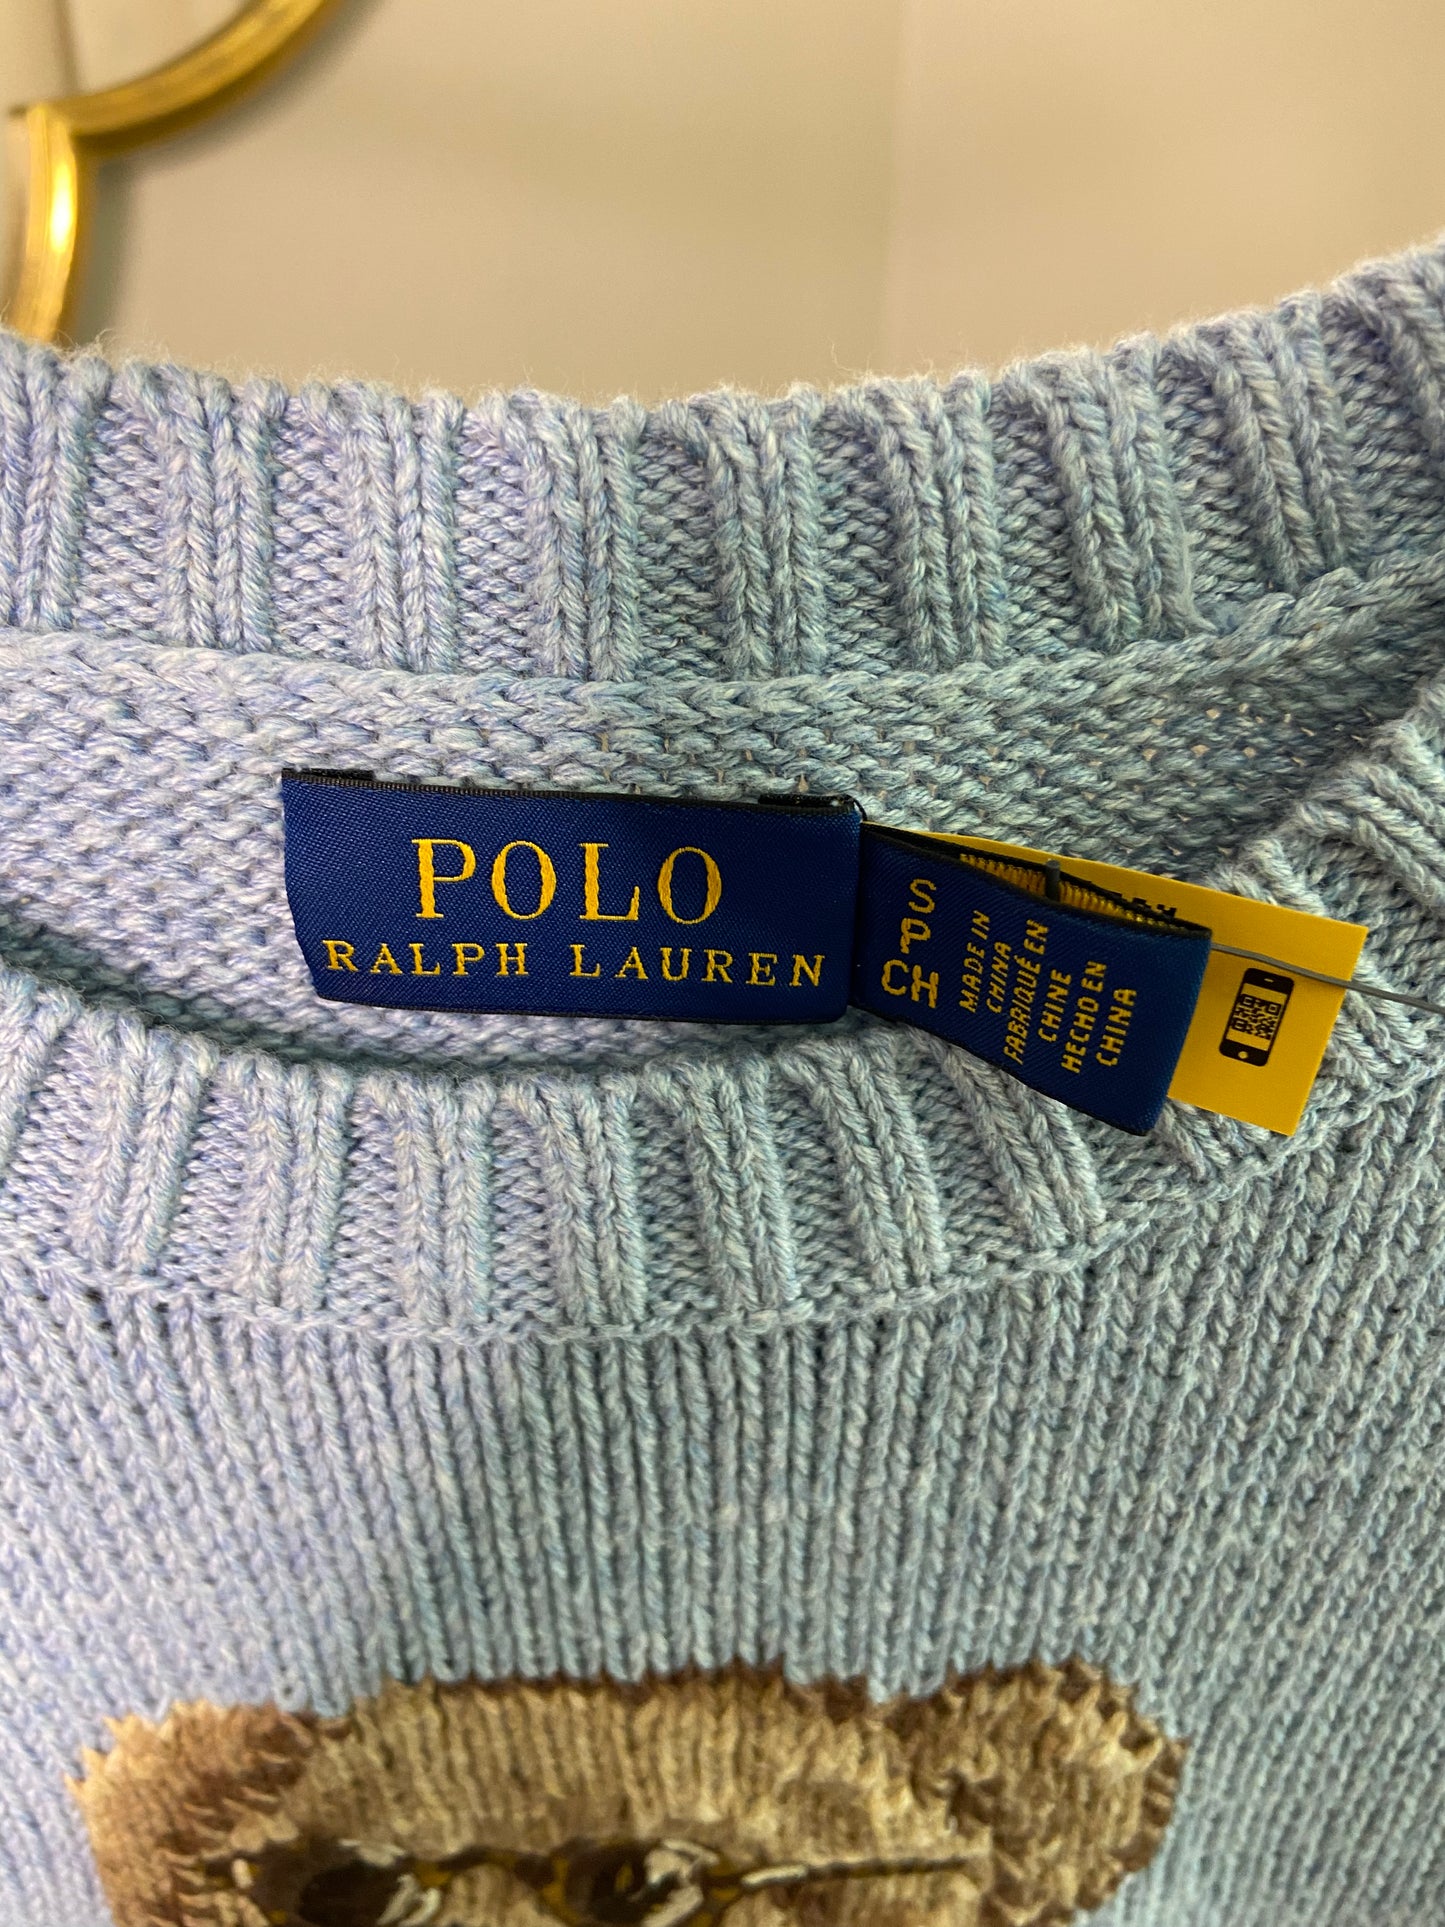 POLO
RALPH LAUREN
S
P
CH
MADE IN
CHINA
FABRIQUÉ EN
CHINE
HECHO EN
CHINA